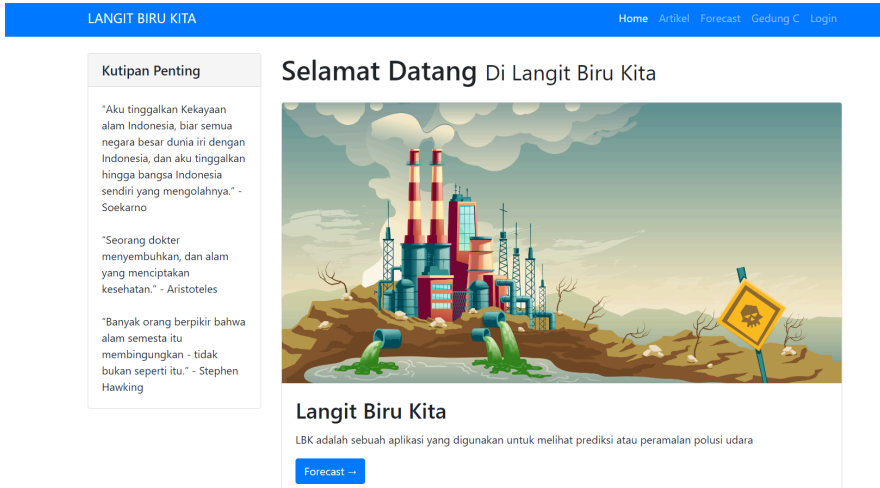 LANGIT BIRU KITA
Home Artikel Forecast Gedung C Login
Kutipan Penting
"Aku tinggalkan Kekayaan
alam Indonesia, biar semua
negara besar dunia iri dengan
Indonesia, dan aku tinggalkan
hingga bangsa Indonesia
sendiri yang mengolahnya." -
Soekarno
"Seorang dokter
menyembuhkan, dan alam
yang menciptakan
kesehatan." - Aristoteles
"Banyak orang berpikir bahwa
alam semesta itu
membingungkan - tidak
bukan seperti itu." - Stephen
Hawking
Selamat Datang Di Langit Biru Kita
Langit Biru Kita
LBK adalah sebuah aplikasi yang digunakan untuk melihat prediksi atau peramalan polusi udara
Forecast →